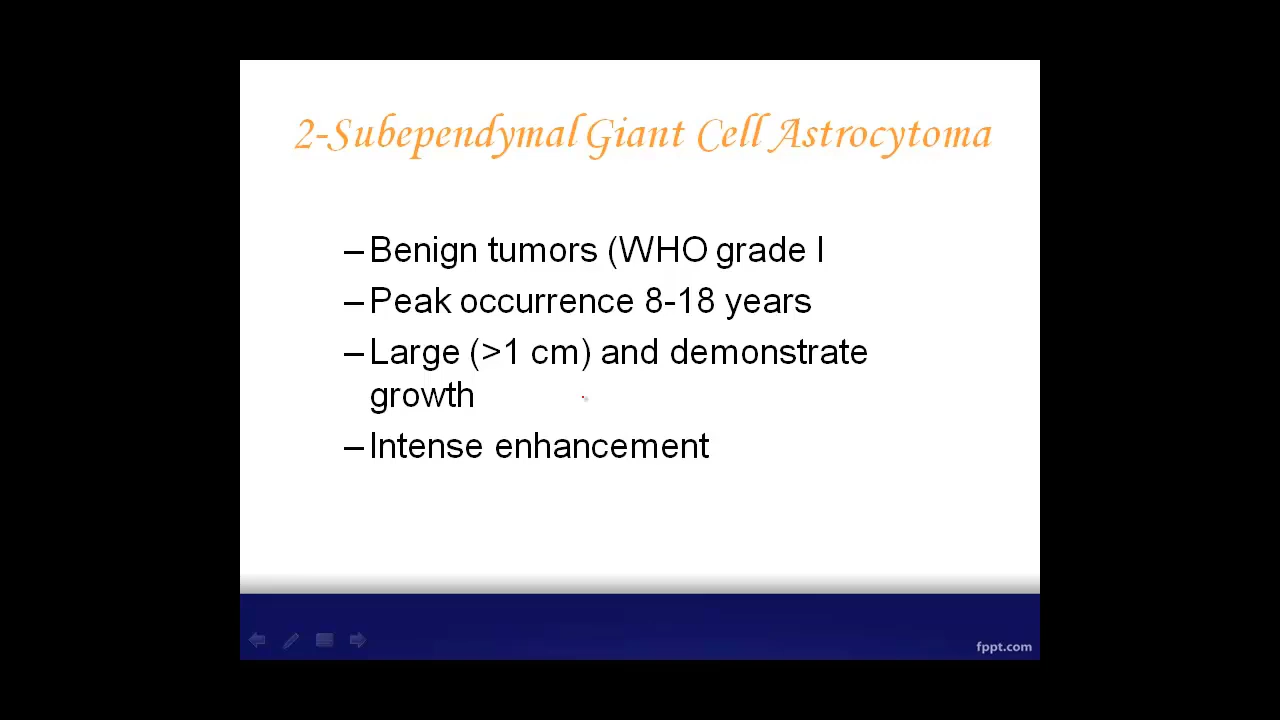 2-Subependymal Giant Cell Astrocytoma
–Benign tumors (WHO grade I
–Peak occurrence 8-18 years
–Large (>1 cm) and demonstrate
growth
–Intense enhancement
fppt.com